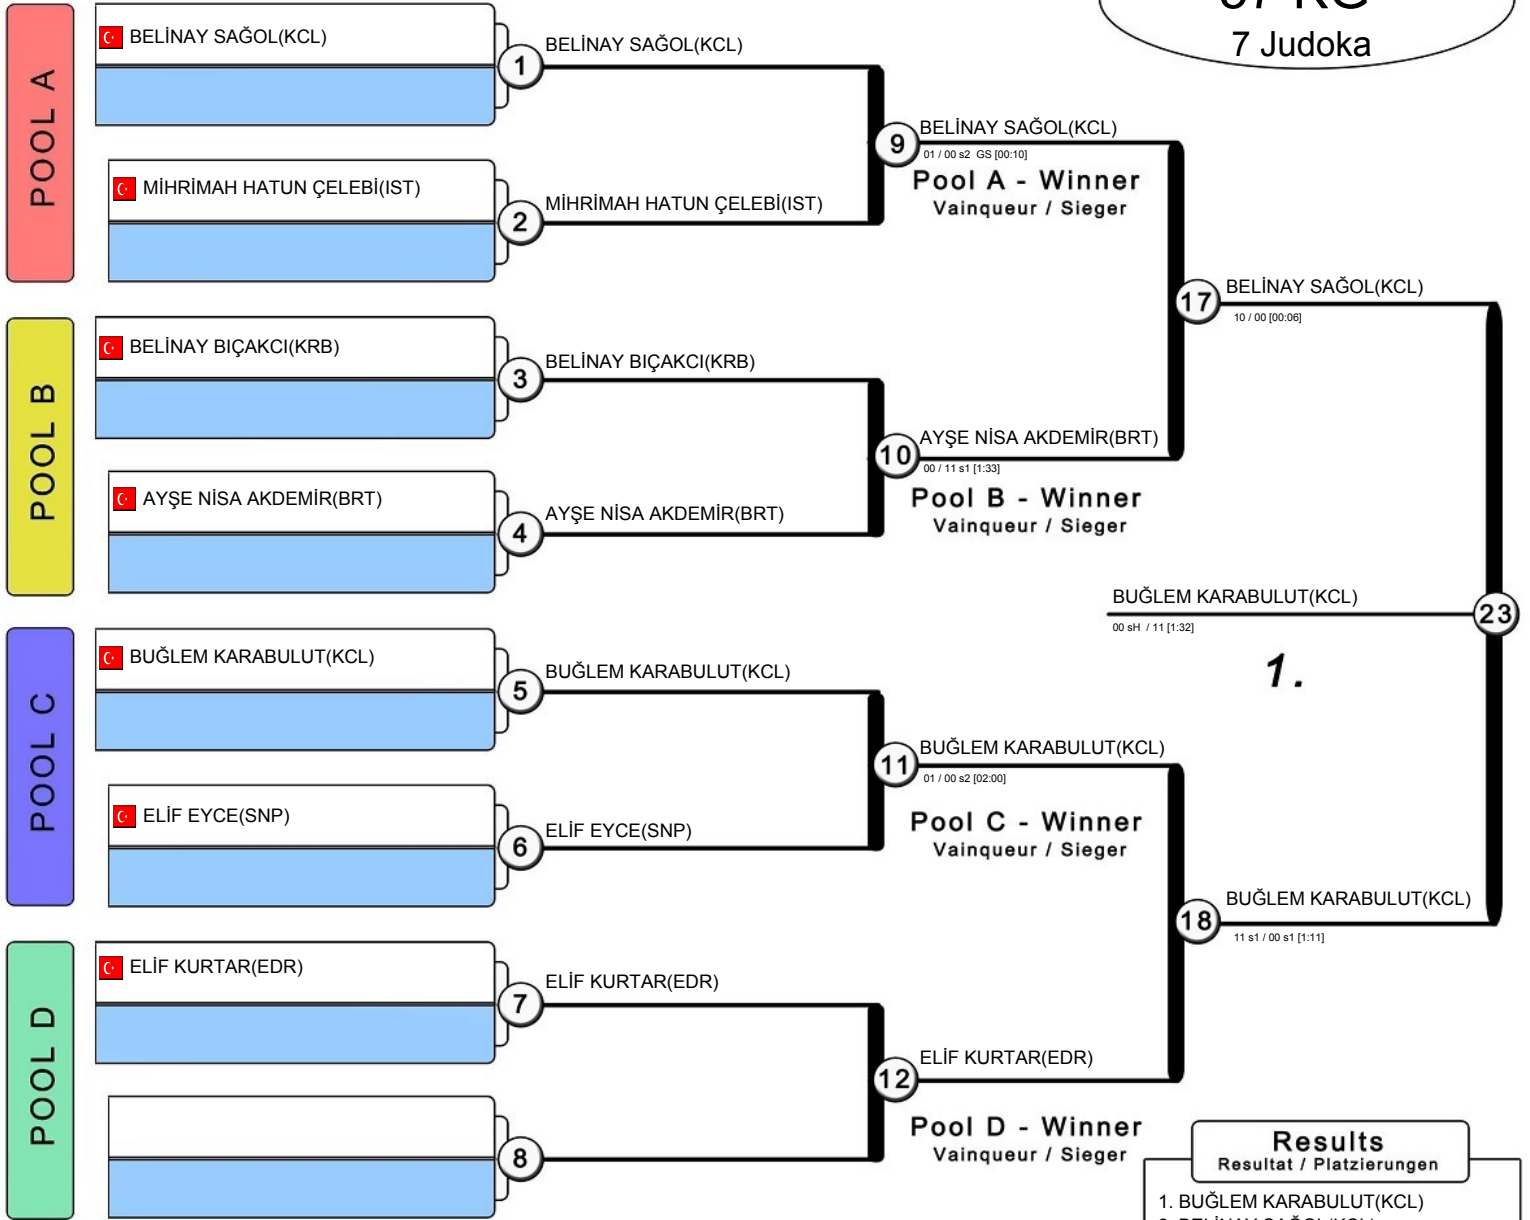 KG
7 Judoka
POOL A
BELİNAY SAĞOL(KCL)
1
BELİNAY SAĞOL(KCL)
MİHRİMAH HATUN ÇELEBİ(IST)
2
MİHRİMAH HATUN ÇELEBİ(IST)
9
BELİNAY SAĞOL(KCL)
01 / 00 s2 GS [00:10]
Pool A - Winner
Vainqueur / Sieger
POOL B
BELİNAY BIÇAKCI(KRB)
3
BELİNAY BIÇAKCI(KRB)
AYŞE NİSA AKDEMİR(BRT)
4
AYŞE NİSA AKDEMİR(BRT)
10
AYŞE NİSA AKDEMİR(BRT)
00 / 11 s1 [1:33]
Pool B - Winner
Vainqueur / Sieger
17
BELİNAY SAĞOL(KCL)
10 / 00 [00:06]
POOL C
BUĞLEM KARABULUT(KCL)
5
BUĞLEM KARABULUT(KCL)
ELİF EYCE(SNP)
6
ELİF EYCE(SNP)
11
BUĞLEM KARABULUT(KCL)
01 / 00 s2 [02:00]
Pool C - Winner
Vainqueur / Sieger
POOL D
ELİF KURTAR(EDR)
7
ELİF KURTAR(EDR)
8
12
ELİF KURTAR(EDR)
Pool D - Winner
Vainqueur / Sieger
18
BUĞLEM KARABULUT(KCL)
11 s1 / 00 s1 [1:11]
23
BUĞLEM KARABULUT(KCL)
00 sH / 11 [1:32]
1.
Results
Resultat / Platzierungen
1. BUĞLEM KARABULUT(KCL)